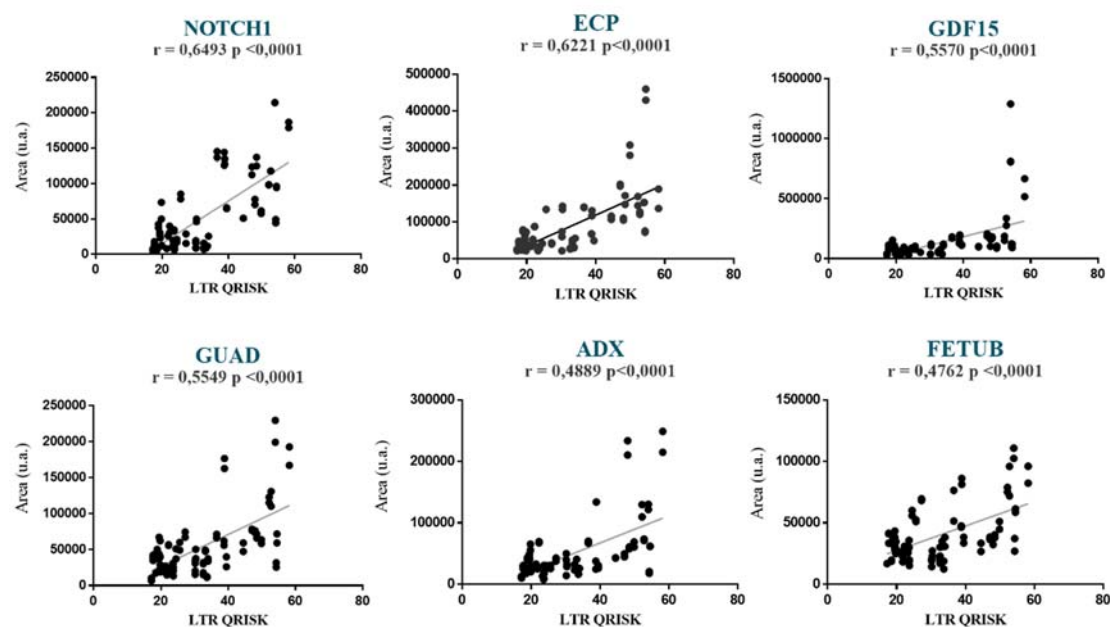 NOTCH1
r = 0,6493 p <0,0001
250000
200000
150000
100000
50000
0
0 20 40 60 80
Area (u.a.)
LTR QRISK
ECP
r = 0,6221 p<0,0001
500000
400000
300000
200000
100000
0
0 20 40 60 80
Area (u.a.)
LTR QRISK
GDF15
r = 0,5570 p<0,0001
1500000
1000000
500000
0
0 20 40 60 80
Area (u.a.)
LTR QRISK
GUAD
r = 0,5549 p <0,0001
250000
200000
150000
100000
50000
0
0 20 40 60 80
Area (u.a.)
LTR QRISK
ADX
r = 0,4889 p<0,0001
300000
200000
100000
0
0 20 40 60 80
Area (u.a.)
LTR QRISK
FETUB
r = 0,4762 p <0,0001
150000
100000
50000
0
0 20 40 60 80
Area (u.a.)
LTR QRISK